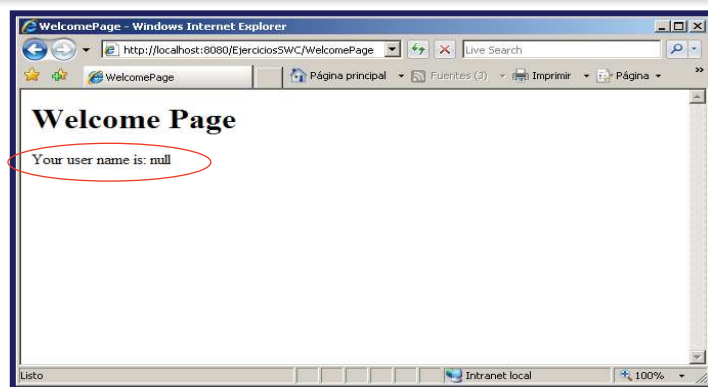 WelcomePage - Windows Internet Explorer
http://localhost:8080/EjerciciosSWC/WelcomePage
Live Search
WelcomePage
Página principal
Fuentes (J)
Imprimir
Página
»
Welcome Page
Your user name is: null
Listo
Intranet local
100%